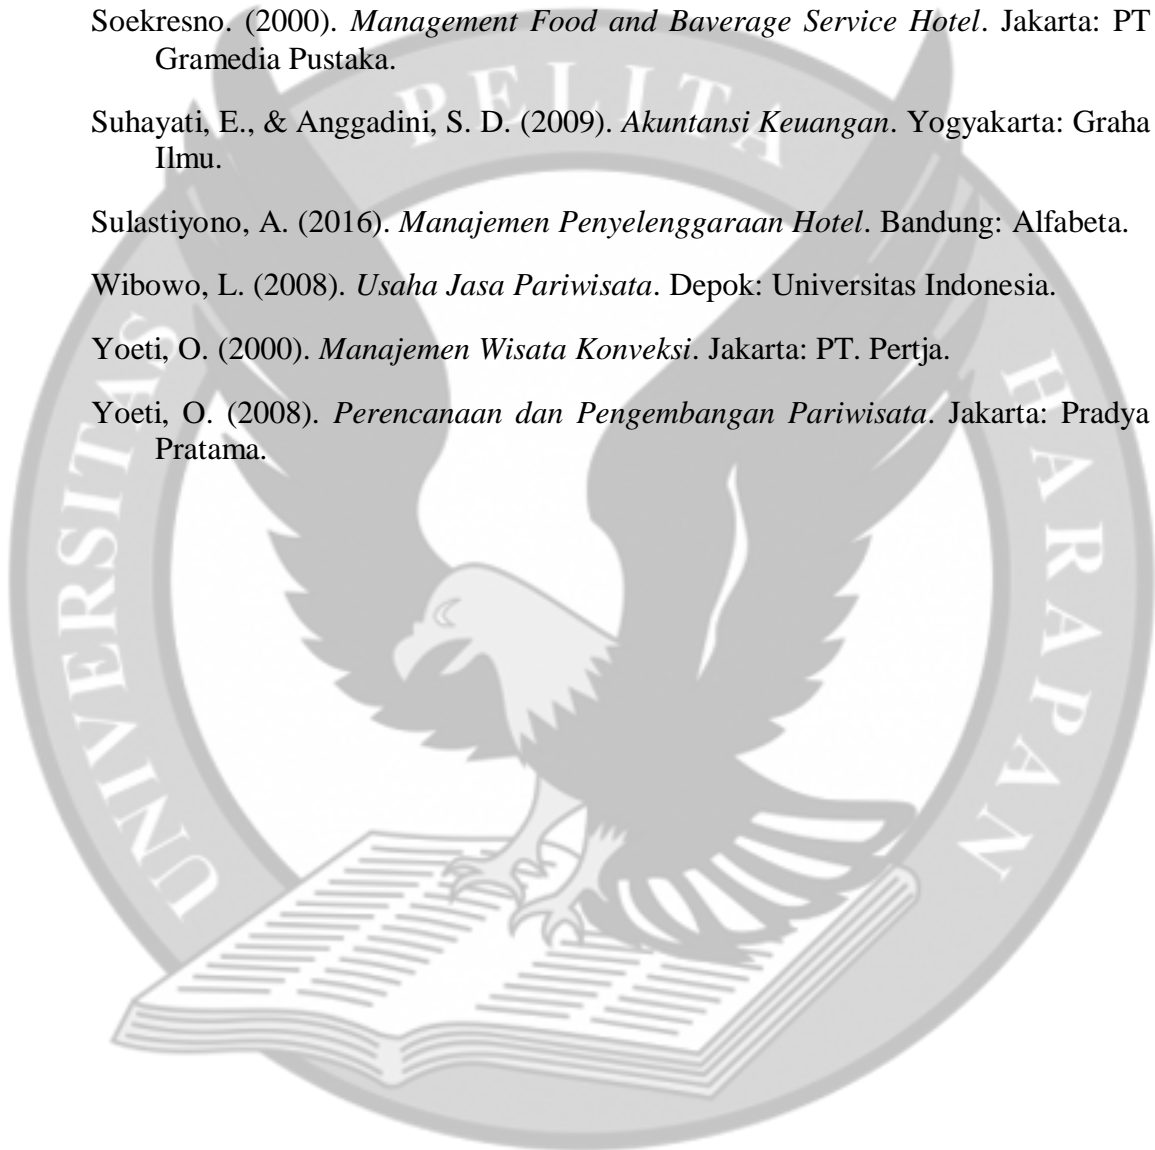 Soekresno. (2000). Management Food and Baverage Service Hotel. Jakarta: PT
Gramedia Pustaka.
Suhayati, E., & Anggadini, S. D. (2009). Akuntansi Keuangan. Yogyakarta: Graha
Ilmu.
Sulastiyono, A. (2016). Manajemen Penyelenggaraan Hotel. Bandung: Alfabeta.
Wibowo, L. (2008). Usaha Jasa Pariwisata. Depok: Universitas Indonesia.
Yoeti, O. (2000). Manajemen Wisata Konveksi. Jakarta: PT. Pertja.
Yoeti, O. (2008). Perencanaan dan Pengembangan Pariwisata. Jakarta: Pradya
Pratama.
UNIVERSITAS PELITA HARAPAN